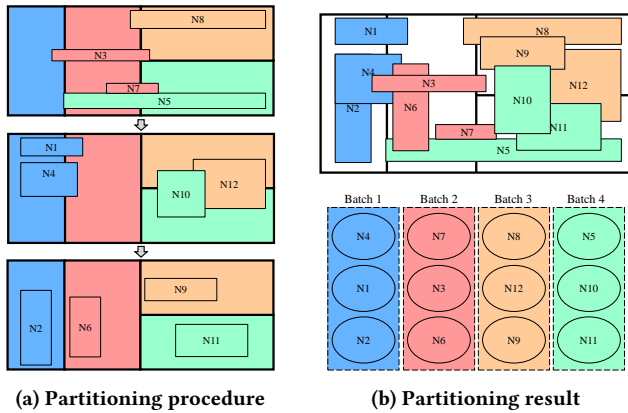 N8
N3
N7
N5
N1
N4
N12
N10
N9
N2
N6
N11
(a) Partitioning procedure
N1
N8
N9
N4
N3
N12
N10
N2
N6
N7
N11
N5
Batch 1 Batch 2 Batch 3 Batch 4
N4 N7 N8 N5
N1 N3 N12 N10
N2 N6 N9 N11
(b) Partitioning result